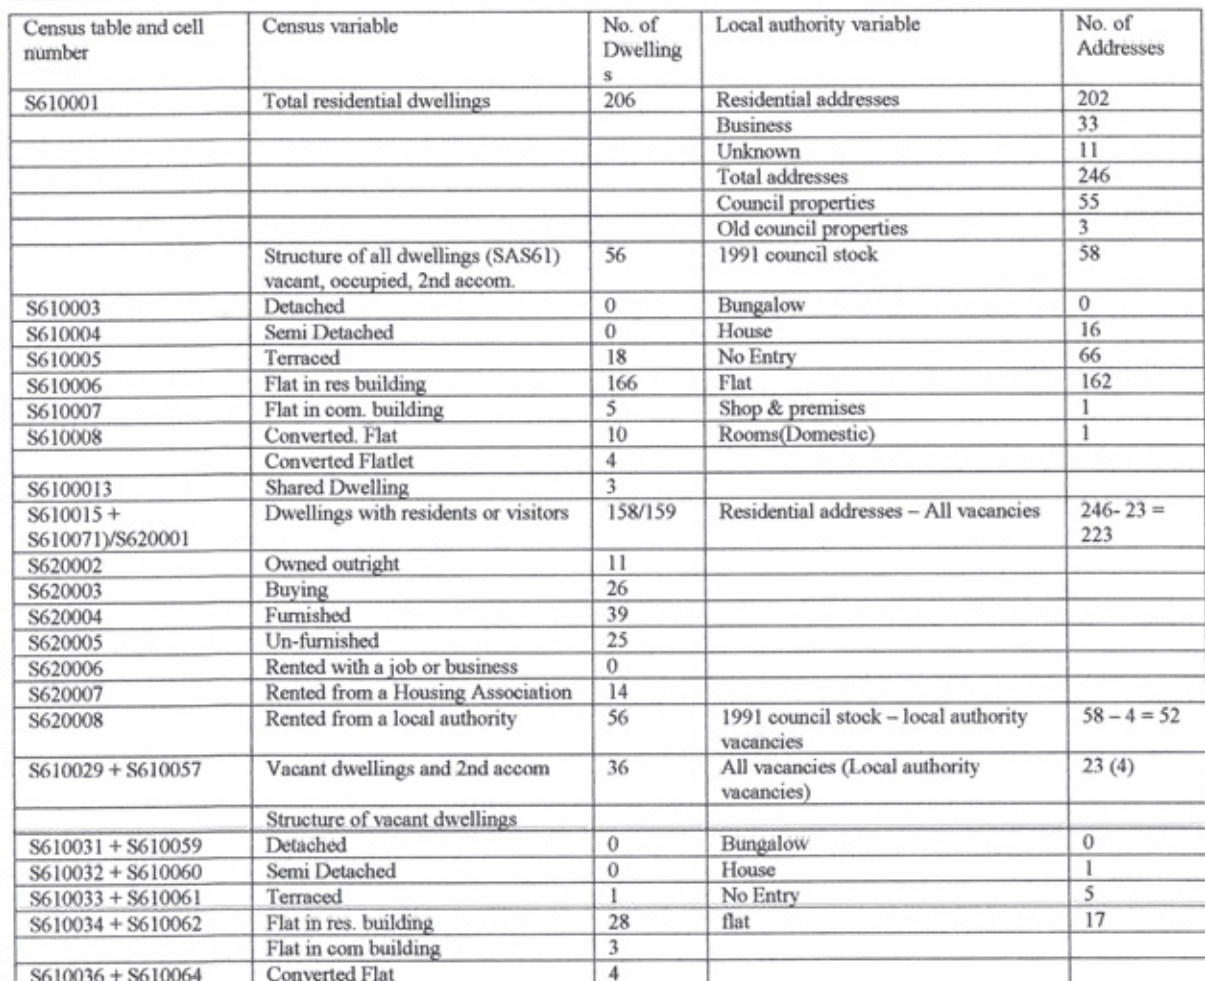 Census table and cell number | Census variable | No. of Dwellings | Local authority variable | No. of Addresses
S610001 | Total residential dwellings | 206 | Residential addresses | 202
Business | 33
Unknown | 11
Total addresses | 246
Council properties | 55
Old council properties | 3
Structure of all dwellings (SAS61) vacant, occupied, 2nd accom. | 56 | 1991 council stock | 58
S610003 | Detached | 0 | Bungalow | 0
S610004 | Semi Detached | 0 | House | 16
S610005 | Terraced | 18 | No Entry | 66
S610006 | Flat in res building | 166 | Flat | 162
S610007 | Flat in com. building | 5 | Shop & premises | 1
S610008 | Converted. Flat | 10 | Rooms(Domestic) | 1
Converted Flatlet | 4
S6100013 | Shared Dwelling | 3
S610015 + S610071)/S620001 | Dwellings with residents or visitors | 158/159 | Residential addresses – All vacancies | 246- 23 = 223
S620002 | Owned outright | 11
S620003 | Buying | 26
S620004 | Furnished | 39
S620005 | Un-furnished | 25
S620006 | Rented with a job or business | 0
S620007 | Rented from a Housing Association | 14
S620008 | Rented from a local authority | 56 | 1991 council stock – local authority vacancies | 58 – 4 = 52
S610029 + S610057 | Vacant dwellings and 2nd accom | 36 | All vacancies (Local authority vacancies) | 23 (4)
Structure of vacant dwellings
S610031 + S610059 | Detached | 0 | Bungalow | 0
S610032 + S610060 | Semi Detached | 0 | House | 1
S610033 + S610061 | Terraced | 1 | No Entry | 5
S610034 + S610062 | Flat in res. building | 28 | flat | 17
Flat in com building | 3
S610036 + S610064 | Converted Flat | 4